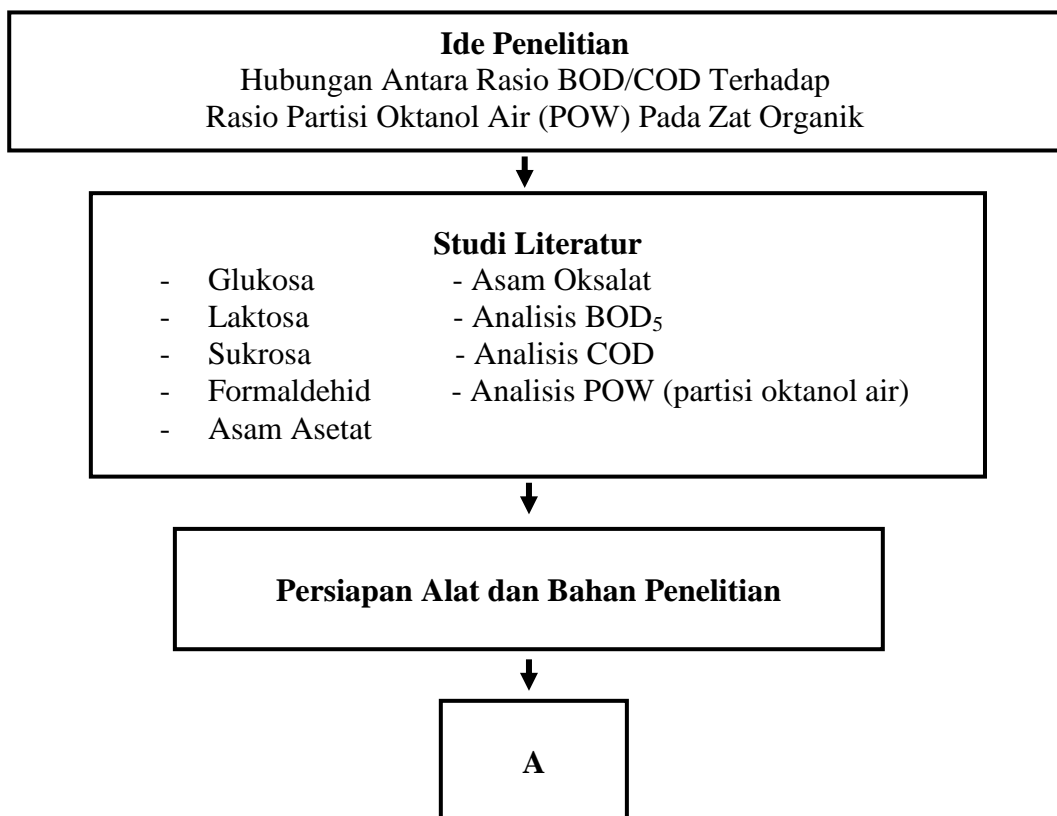 Ide Penelitian
Hubungan Antara Rasio BOD/COD Terhadap
Rasio Partisi Oktanol Air (POW) Pada Zat Organik
Studi Literatur
- Glukosa - Asam Oksalat
- Laktosa - Analisis BOD₅
- Sukrosa - Analisis COD
- Formaldehid - Analisis POW (partisi oktanol air)
- Asam Asetat
Persiapan Alat dan Bahan Penelitian
A